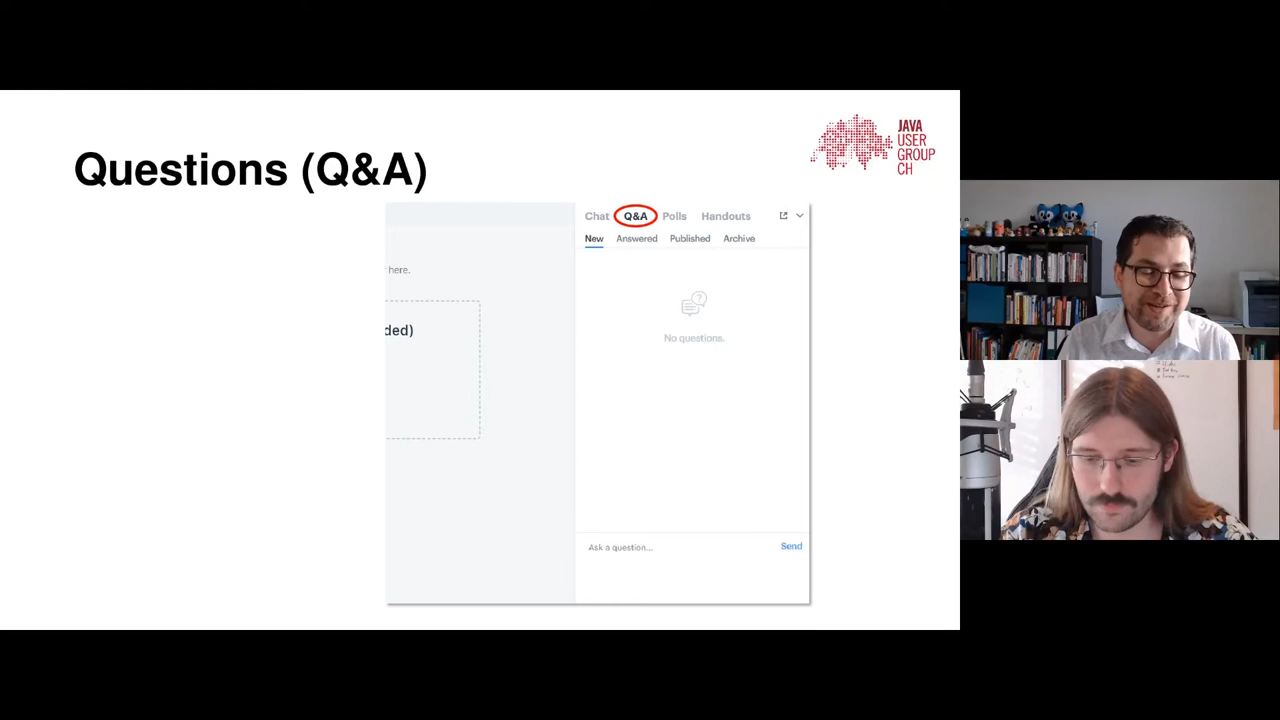 Questions (Q&A)
JAVA
USER
GROUP
CH
Chat Q&A Polls Handouts
New Answered Published Archive
here.
ded)
No questions.
Ask a question...
Send